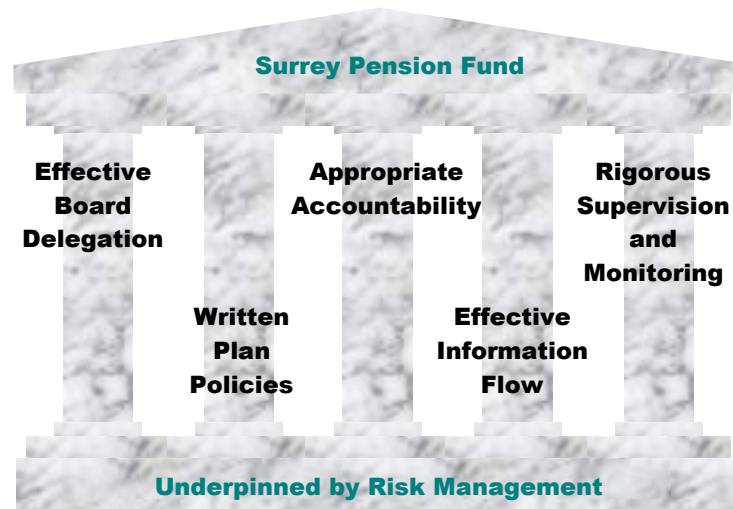 Surrey Pension Fund
Effective
Board
Delegation
Written
Plan
Policies
Appropriate
Accountability
Effective
Information
Flow
Rigorous
Supervision
and
Monitoring
Underpinned by Risk Management